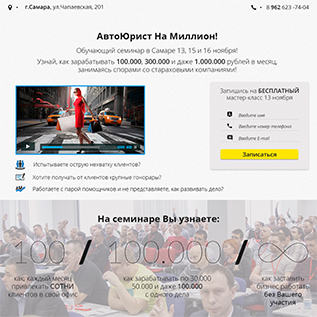 г.Самара, ул.Чапаевская, 201
8 962 623 -74-04
АвтоЮрист На Миллион!
Обучающий семинар в Самаре 13, 15 и 16 ноября!
Узнай, как зарабатывать 100.000, 300.000 и даже 1.000.000 рублей в месяц,
занимаясь спорами со страховыми компаниями!
Запишись на БЕСПЛАТНЫЙ
мастер-класс 13 ноября
Введите имя
Введите номер телефона
Введите E-mail
Записаться
Испытываете острую нехватку клиентов?
Хотите получать от клиентов крупные гонорары?
Работаете с парой помощников и не представляете, как развивать дело?
На семинаре Вы узнаете:
100 / 100.000 / ∞
как каждый месяц
привлекать СОТНИ
клиентов в свой офис
как зарабатывать по 30.000
50.000 и даже 100.000
с одного дела
как заставить
бизнес работать
без Вашего
участия